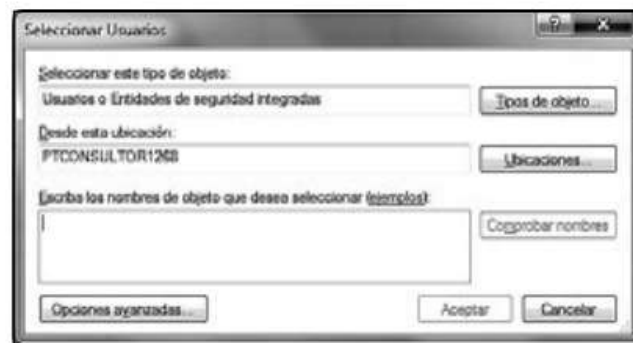 Seleccionar Usuarios
Seleccionar este tipo de objeto:
Usuarios o Entidades de seguridad integradas
Tipos de objeto...
Desde esta ubicación:
PTCONSULTOR1268
Ubicaciones...
Escriba los nombres de objeto que desea seleccionar (ejemplos):
Comprobar nombres
Opciones avanzadas...
Aceptar
Cancelar